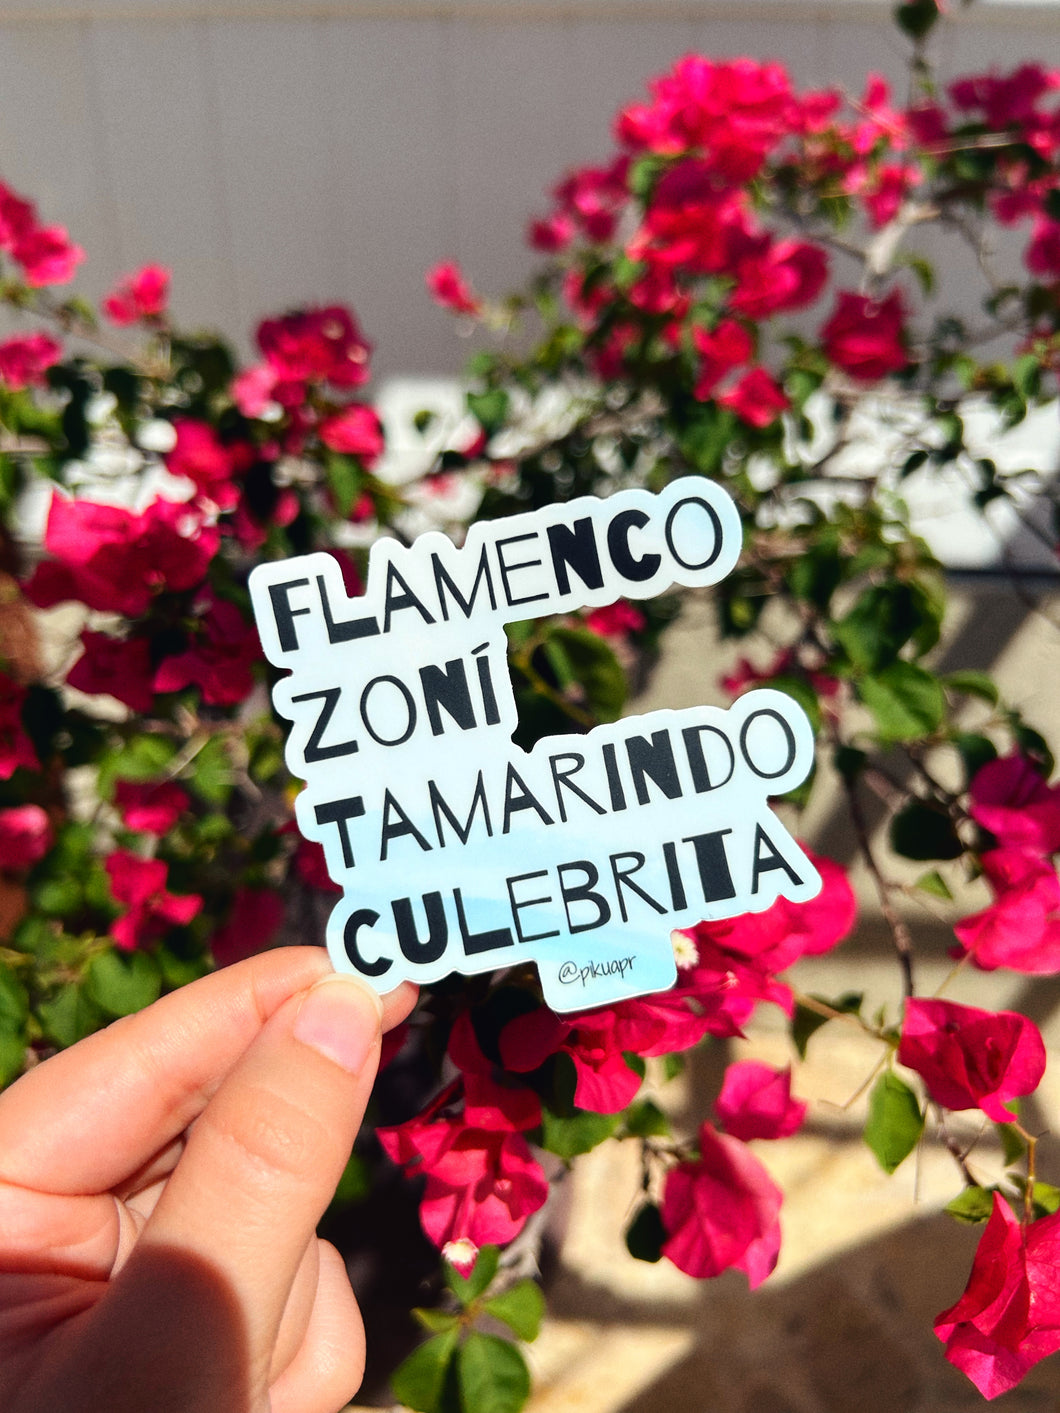 FLAMENCO
ZONÍ
TAMARINDO
CULEBRITA
@pikuapr